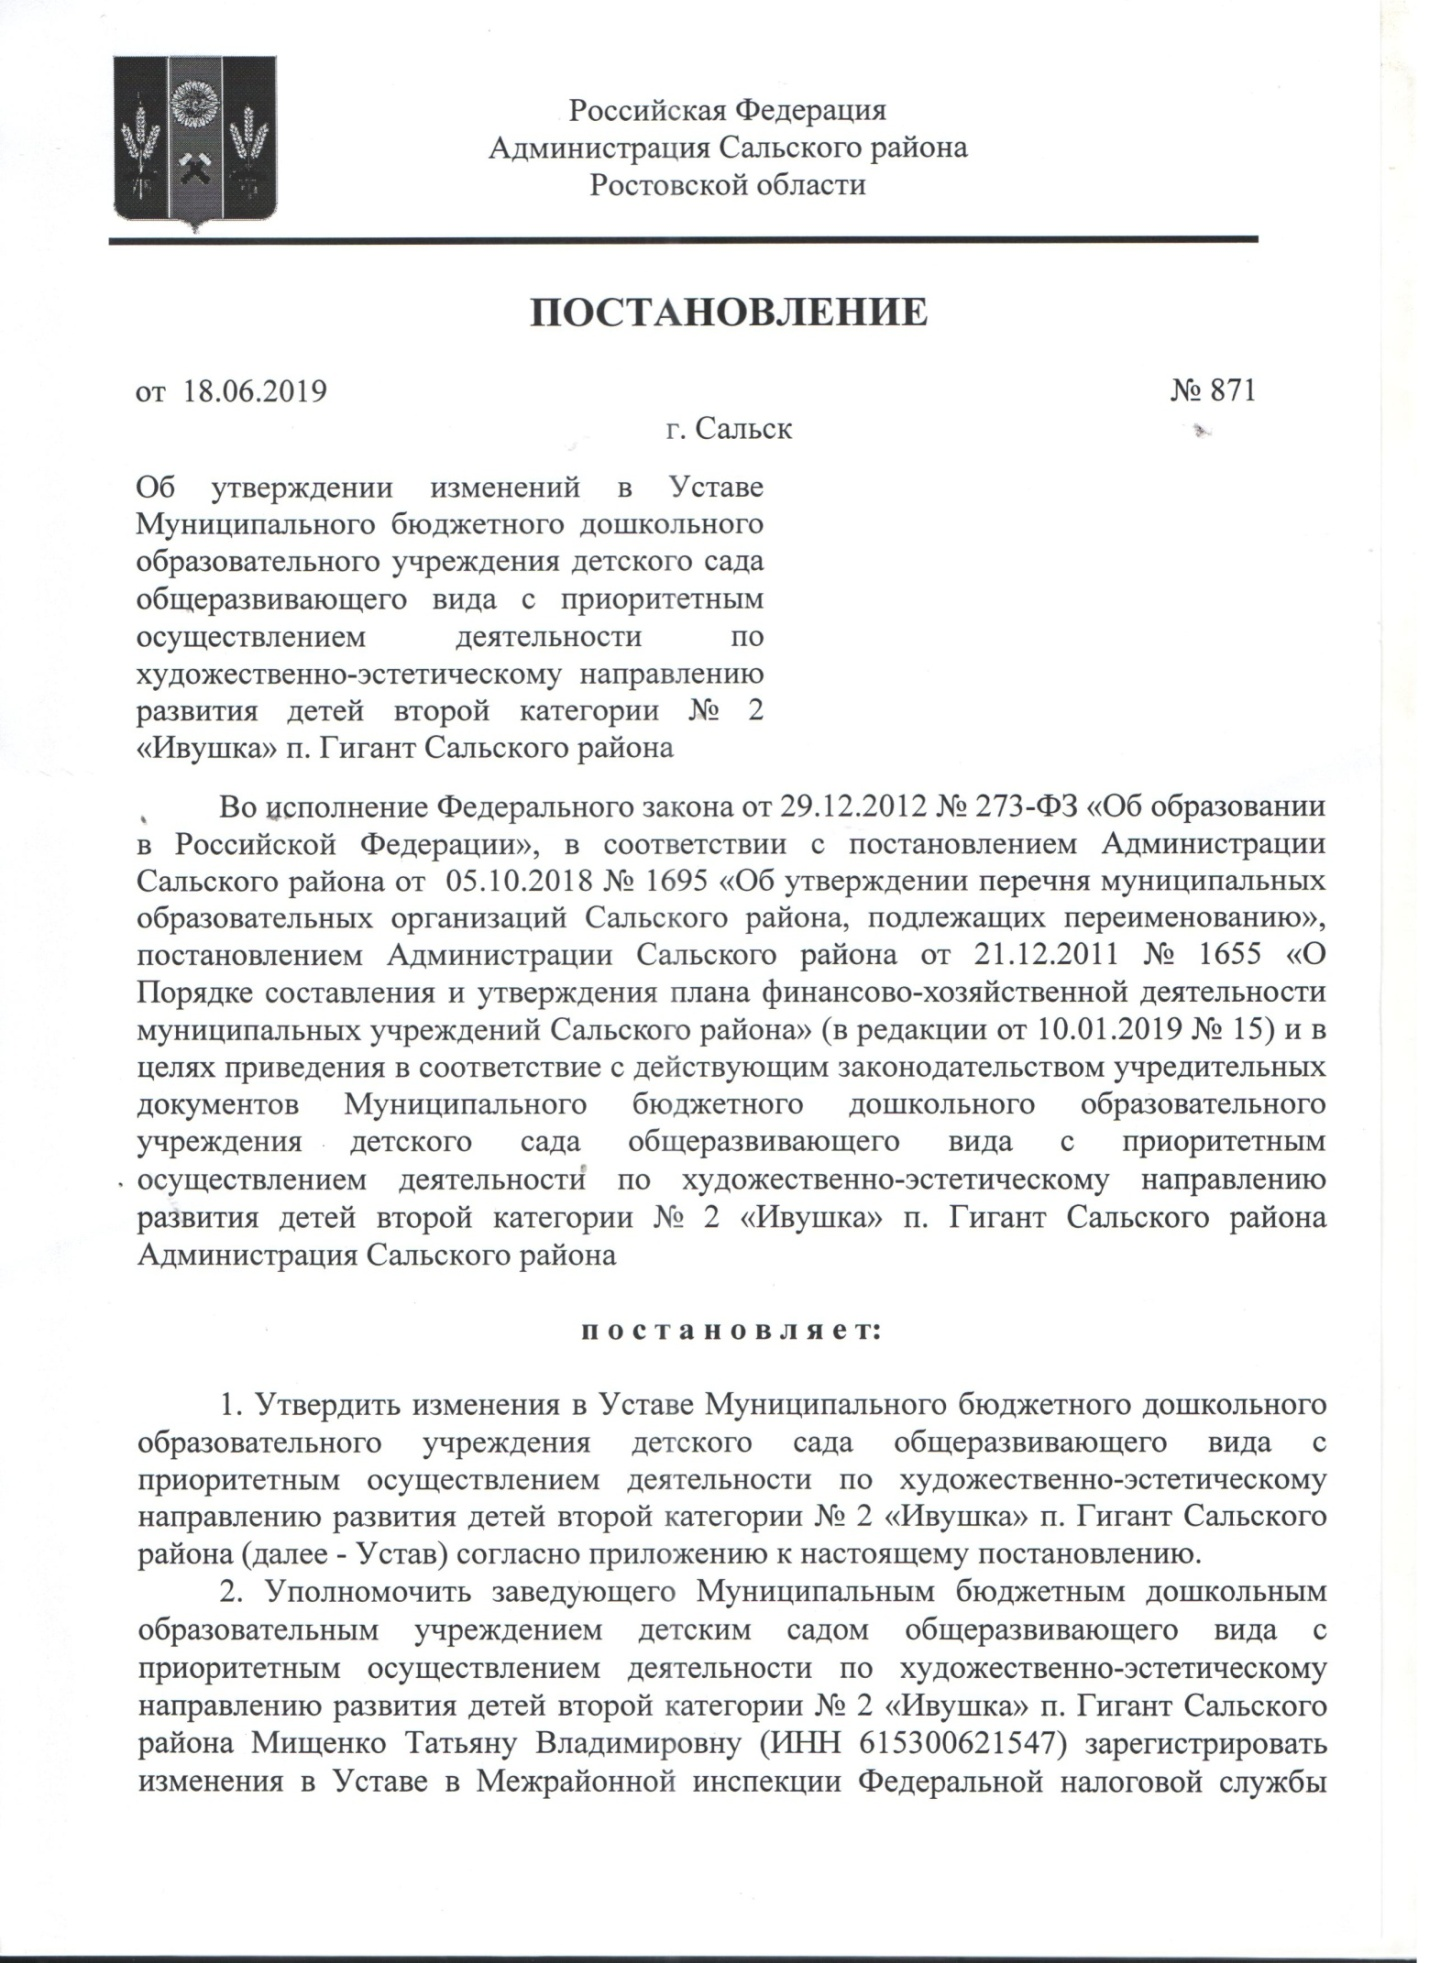 Российская Федерация
Администрация Сальского района
Ростовской области
ПОСТАНОВЛЕНИЕ
от 18.06.2019 № 871
г. Сальск
Об утверждении изменений в Уставе
Муниципального бюджетного дошкольного
образовательного учреждения детского сада
общеразвивающего вида с приоритетным
осуществлением деятельности по
художественно-эстетическому направлению
развития детей второй категории № 2
«Ивушка» п. Гигант Сальского района
Во исполнение Федерального закона от 29.12.2012 № 273-ФЗ «Об образовании
в Российской Федерации», в соответствии с постановлением Администрации
Сальского района от 05.10.2018 № 1695 «Об утверждении перечня муниципальных
образовательных организаций Сальского района, подлежащих переименованию»,
постановлением Администрации Сальского района от 21.12.2011 № 1655 «О
Порядке составления и утверждения плана финансово-хозяйственной деятельности
муниципальных учреждений Сальского района» (в редакции от 10.01.2019 № 15) и в
целях приведения в соответствие с действующим законодательством учредительных
документов Муниципального бюджетного дошкольного образовательного
учреждения детского сада общеразвивающего вида с приоритетным
осуществлением деятельности по художественно-эстетическому направлению
развития детей второй категории № 2 «Ивушка» п. Гигант Сальского района
Администрация Сальского района
п о с т а н о в л я е т:
1. Утвердить изменения в Уставе Муниципального бюджетного дошкольного
образовательного учреждения детского сада общеразвивающего вида с
приоритетным осуществлением деятельности по художественно-эстетическому
направлению развития детей второй категории № 2 «Ивушка» п. Гигант Сальского
района (далее - Устав) согласно приложению к настоящему постановлению.
2. Уполномочить заведующего Муниципальным бюджетным дошкольным
образовательным учреждением детским садом общеразвивающего вида с
приоритетным осуществлением деятельности по художественно-эстетическому
направлению развития детей второй категории № 2 «Ивушка» п. Гигант Сальского
района Мищенко Татьяну Владимировну (ИНН 615300621547) зарегистрировать
изменения в Уставе в Межрайонной инспекции Федеральной налоговой службы